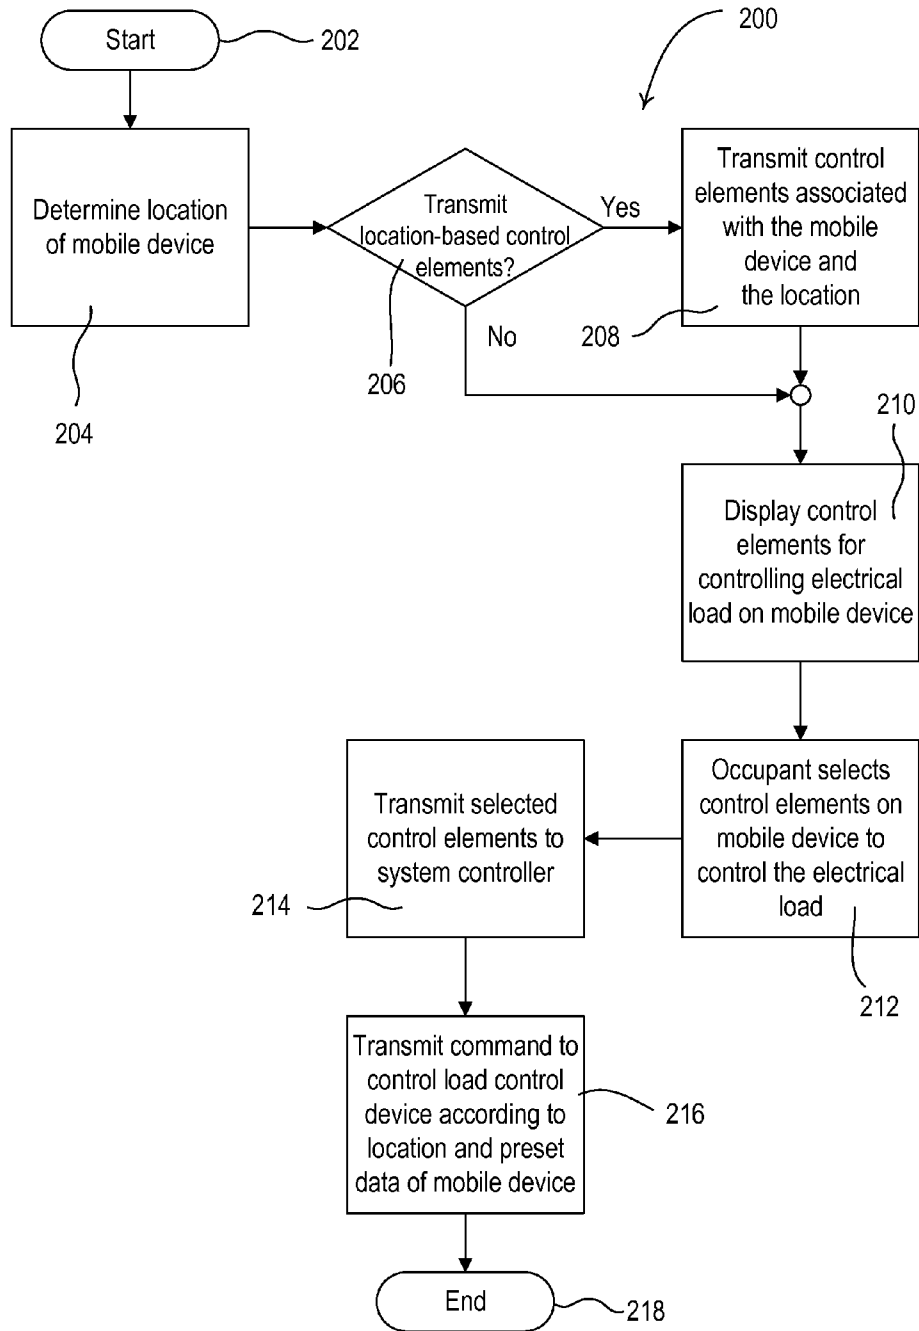 Start
202
200
Determine location
of mobile device
204
Transmit
location-based control
elements?
206
Yes
No
Transmit control
elements associated
with the mobile
device and
the location
208
210
Display control
elements for
controlling electrical
load on mobile device
Occupant selects
control elements on
mobile device to
control the electrical
load
212
Transmit selected
control elements to
system controller
214
Transmit command to
control load control
device according to
location and preset
data of mobile device
216
End
218